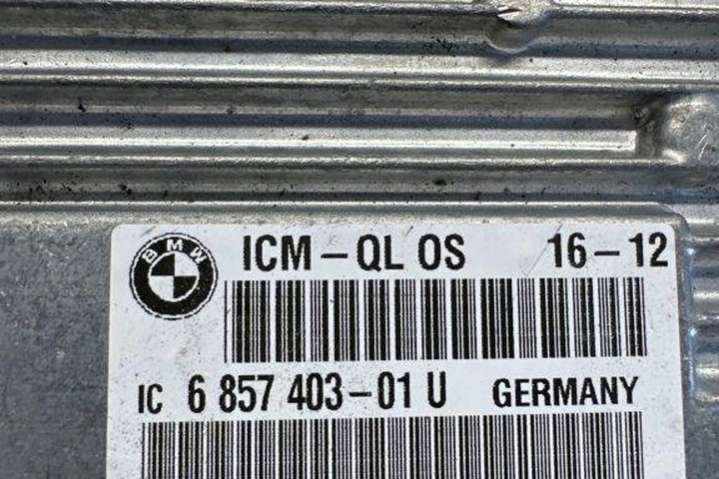 BMW
ICM-QL OS 16-12
IC 6 857 403-01 U GERMANY